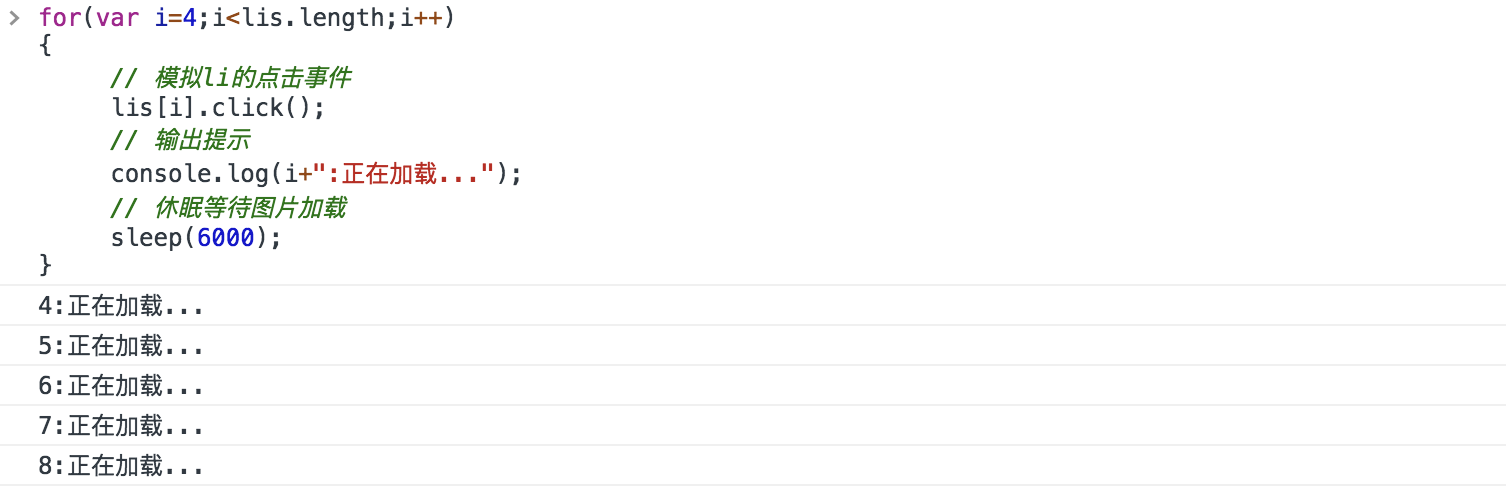 > for(var i=4;i<lis.length;i++)
{
// 模拟li的点击事件
lis[i].click();
// 输出提示
console.log(i+":正在加载...");
// 休眠等待图片加载
sleep(6000);
}
4:正在加载...
5:正在加载...
6:正在加载...
7:正在加载...
8:正在加载...